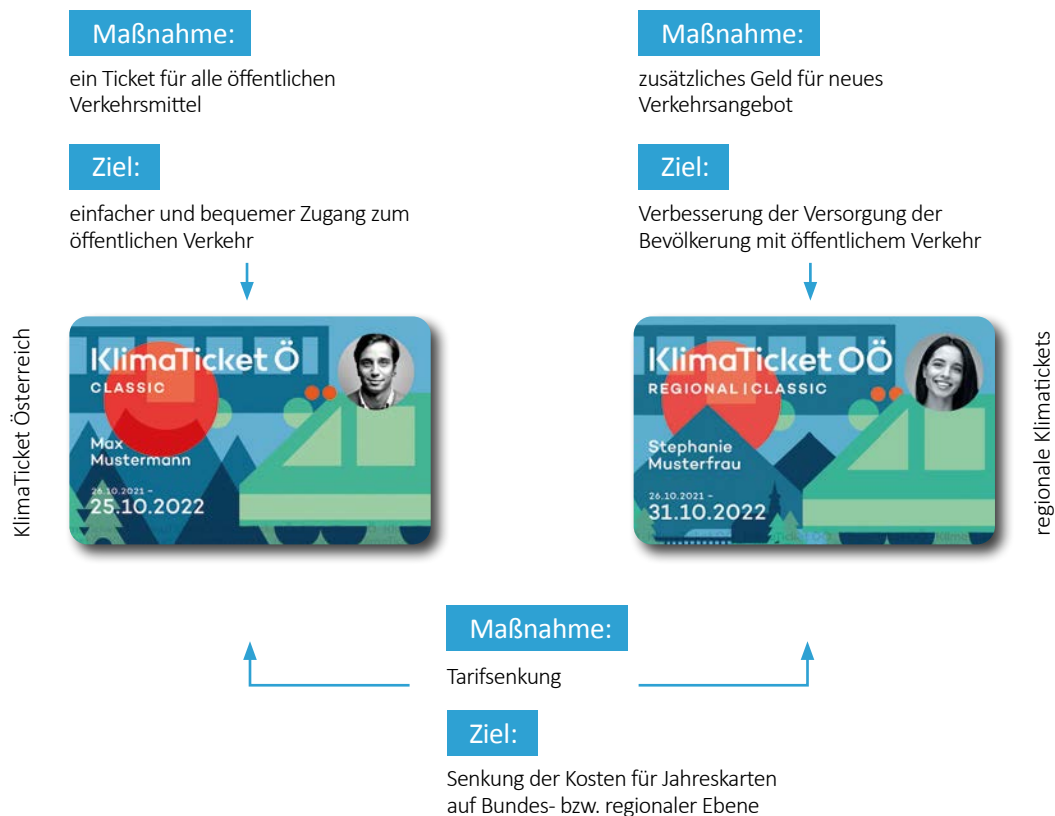 Maßnahme:
ein Ticket für alle öffentlichen
Verkehrsmittel
Ziel:
einfacher und bequemer Zugang zum
öffentlichen Verkehr
Maßnahme:
zusätzliches Geld für neues
Verkehrsangebot
Ziel:
Verbesserung der Versorgung der
Bevölkerung mit öffentlichem Verkehr
KlimaTicket Österreich
KlimaTicket Ö
CLASSIC
Max
Mustermann
26.10.2021 –
25.10.2022
KlimaTicket OÖ
REGIONAL | CLASSIC
Stephanie
Musterfrau
26.10.2021 –
31.10.2022
regionale Klimatickets
Maßnahme:
Tarifsenkung
Ziel:
Senkung der Kosten für Jahreskarten
auf Bundes- bzw. regionaler Ebene